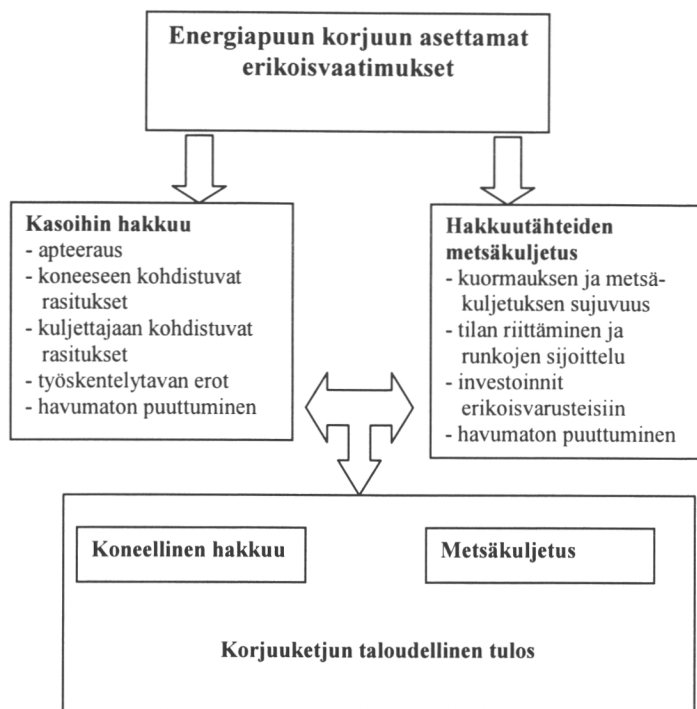 Energiapuun korjuun asettamat
erikoisvaatimukset
Kasoihin hakkuu
- apteeraus
- koneeseen kohdistuvat
rasitukset
- kuljettajaan kohdistuvat
rasitukset
- työskentelytavan erot
- havumaton puuttuminen
Hakkuutähteiden
metsäkuljetus
- kuormauksen ja metsä-
kuljetuksen sujuvuus
- tilan riittäminen ja
runkojen sijoittelu
- investoinnit
erikoisvarusteisiin
- havumaton puuttuminen
Koneellinen hakkuu
Metsäkuljetus
Korjuuketjun taloudellinen tulos